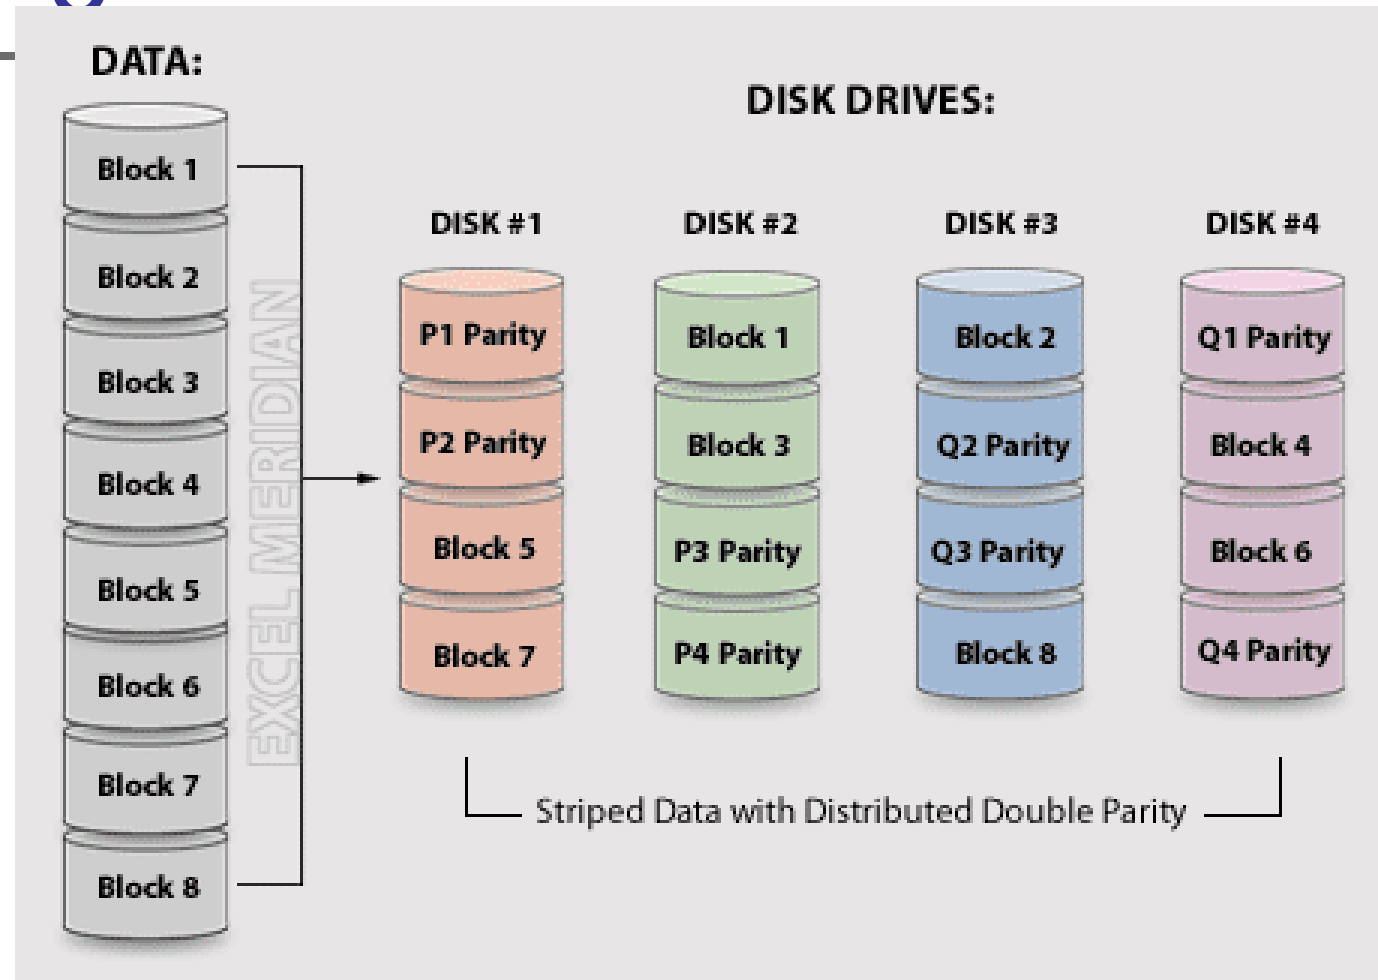 DATA:
Block 1
Block 2
Block 3
Block 4
Block 5
Block 6
Block 7
Block 8
EXCEL MERIDIAN
DISK DRIVES:
DISK #1
P1 Parity
P2 Parity
Block 5
Block 7
DISK #2
Block 1
Block 3
P3 Parity
P4 Parity
DISK #3
Block 2
Q2 Parity
Q3 Parity
Block 8
DISK #4
Q1 Parity
Block 4
Block 6
Q4 Parity
Striped Data with Distributed Double Parity